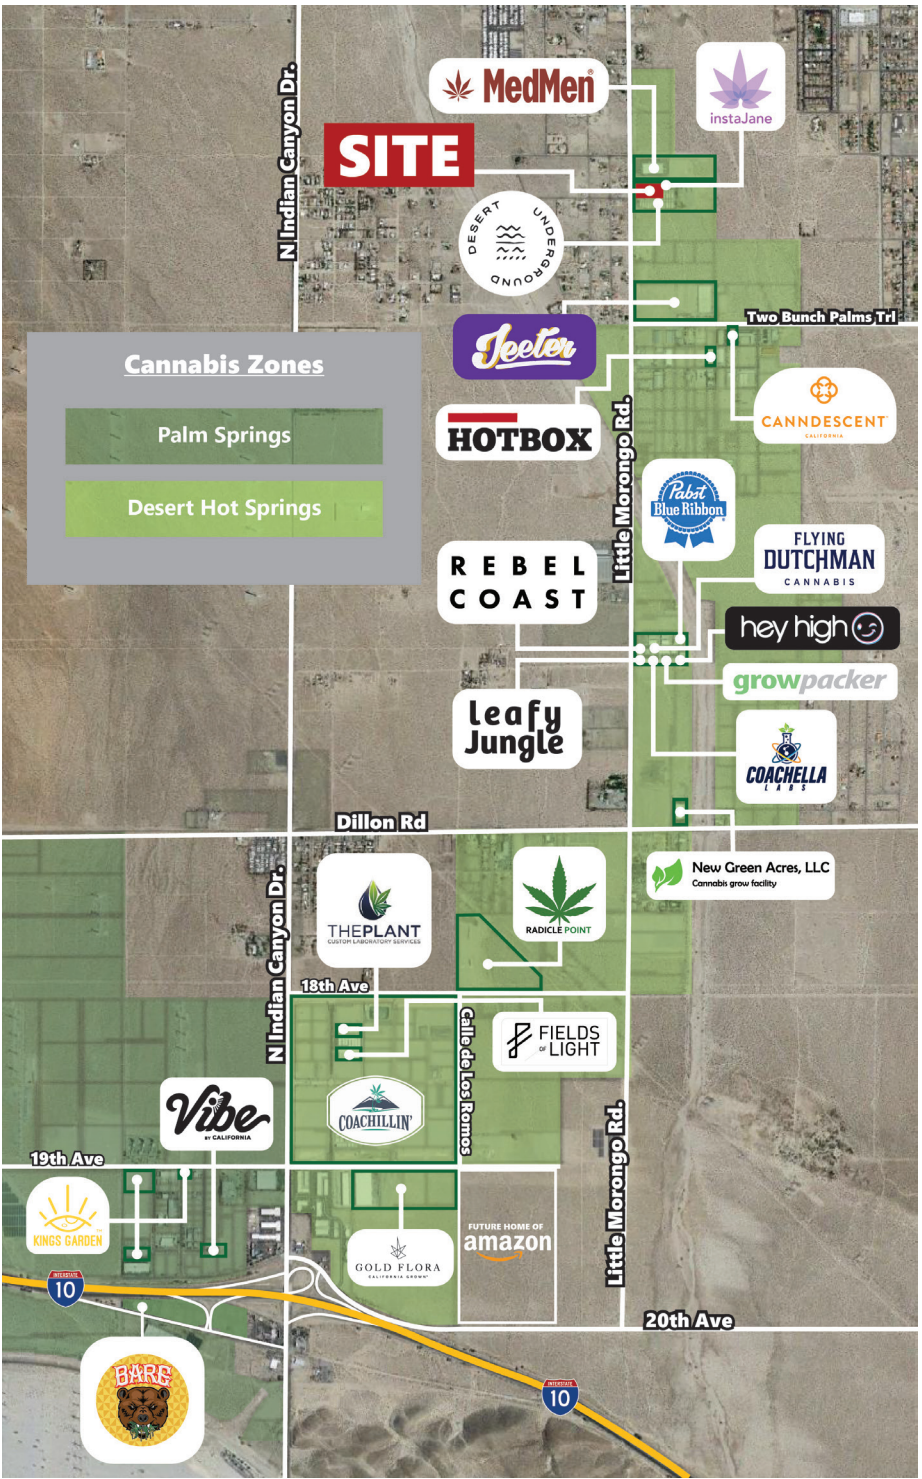 MedMen®
instaJane
N Indian Canyon Dr.
SITE
DESERT UNDERGROUND
Two Bunch Palms Trl
Jeeter
Cannabis Zones
Palm Springs
Desert Hot Springs
HOTBOX
CANNDESCENT
CALIFORNIA
Little Morongo Rd.
Pabst
Blue Ribbon
REBEL
COAST
FLYING
DUTCHMAN
CANNABIS
hey high
growpacker
Leafy
Jungle
COACHELLA
LABS
Dillon Rd
New Green Acres, LLC
Cannabis grow facility
N Indian Canyon Dr.
THEPLANT
CUSTOM LABORATORY SERVICES
RADICLE POINT
18th Ave
Calle de Los Romos
FIELDS
OF LIGHT
COACHILLIN'
Vibe
BY CALIFORNIA
19th Ave
Little Morongo Rd.
KINGS GARDEN
GOLD FLORA
CALIFORNIA GROWN
FUTURE HOME OF
amazon
INTERSTATE
10
20th Ave
BARE
INTERSTATE
10